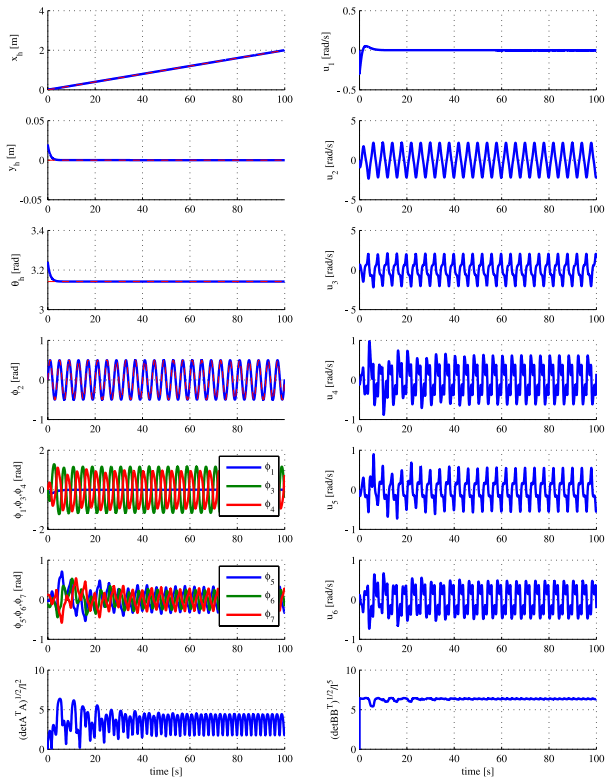 4
2
0
0 20 40 60 80 100
x_h [m]
0.5
0
- 0.5
0 20 40 60 80 100
u_1 [rad/s]
0.05
0
-0.05
0 20 40 60 80 100
y_h [m]
5
0
- 5
0 20 40 60 80 100
u_2 [rad/s]
3.4
3.2
3
0 20 40 60 80 100
θ_h [rad]
5
0
- 5
0 20 40 60 80 100
u_3 [rad/s]
1
0
- 1
0 20 40 60 80 100
ϕ_2 [rad]
1
0
- 1
0 20 40 60 80 100
u_4 [rad/s]
2
0
2
0 20 40 60 80 100
ϕ_1,ϕ_3,ϕ_4 [rad]
ϕ_1
ϕ_3
ϕ_4
1
0
- 1
0 20 40 60 80 100
u_5 [rad/s]
1
0
- 1
0 20 40 60 80 100
ϕ_5,ϕ_6,ϕ_7 [rad]
ϕ_5
ϕ_6
ϕ_7
1
0
- 1
0 20 40 60 80 100
u_6 [rad/s]
10
5
0
0 20 40 60 80 100
(detA^TA)^1/2/l^2
time [s]
10
5
0
0 20 40 60 80 100
(detBB^T)^1/2/l^5
time [s]